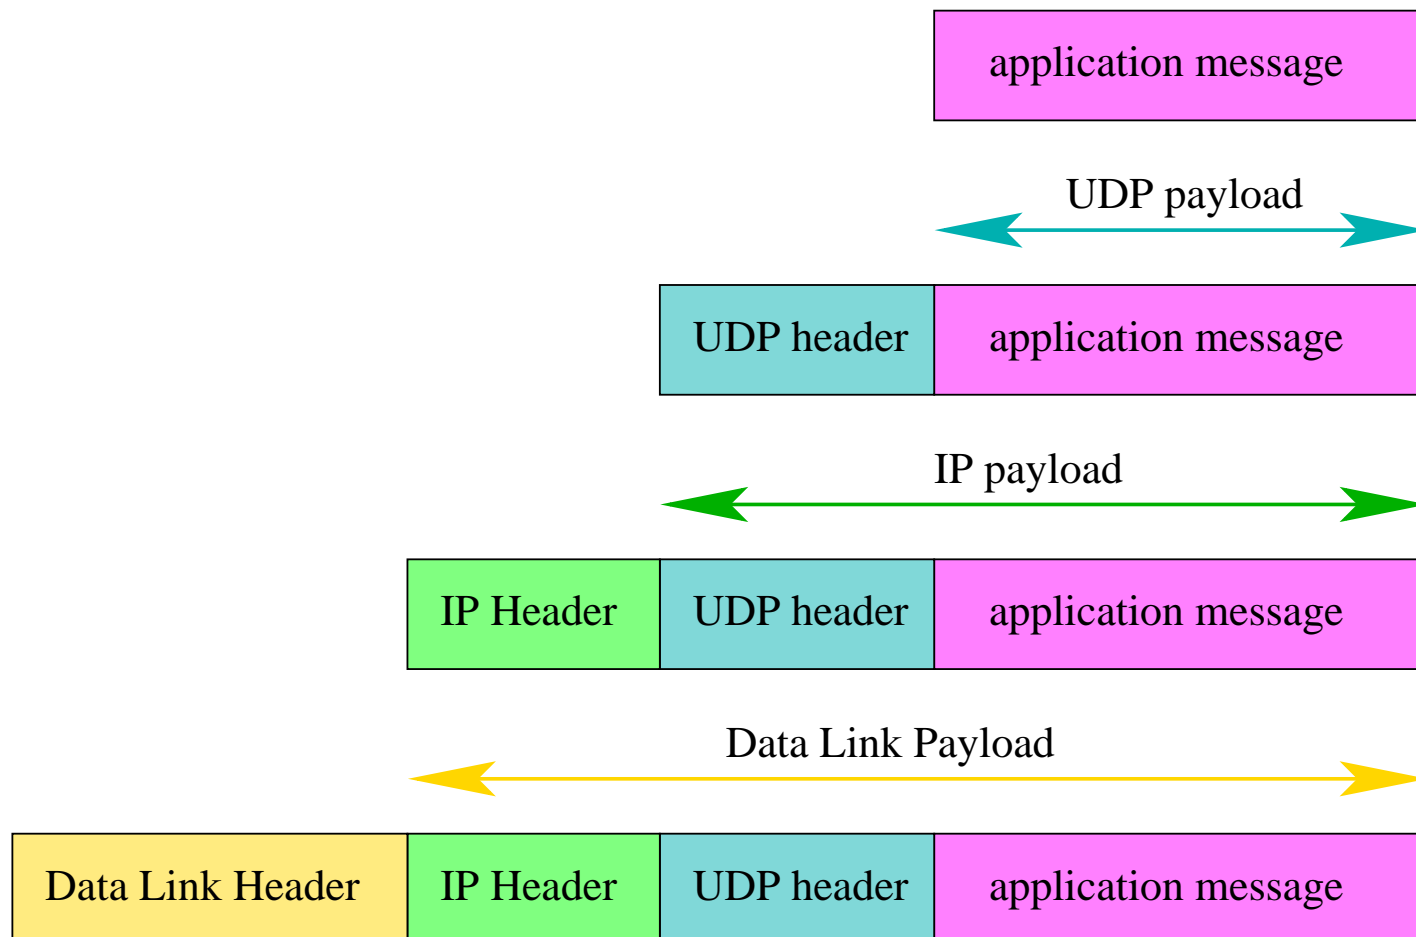 application message
UDP payload
UDP header application message
IP payload
IP Header UDP header application message
Data Link Payload
Data Link Header IP Header UDP header application message